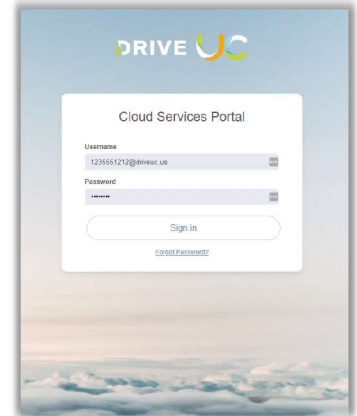 DRIVE UC
Cloud Services Portal
Username
1235551212@driveuc.us
Password
••••••••
Sign in
Forgot Password?